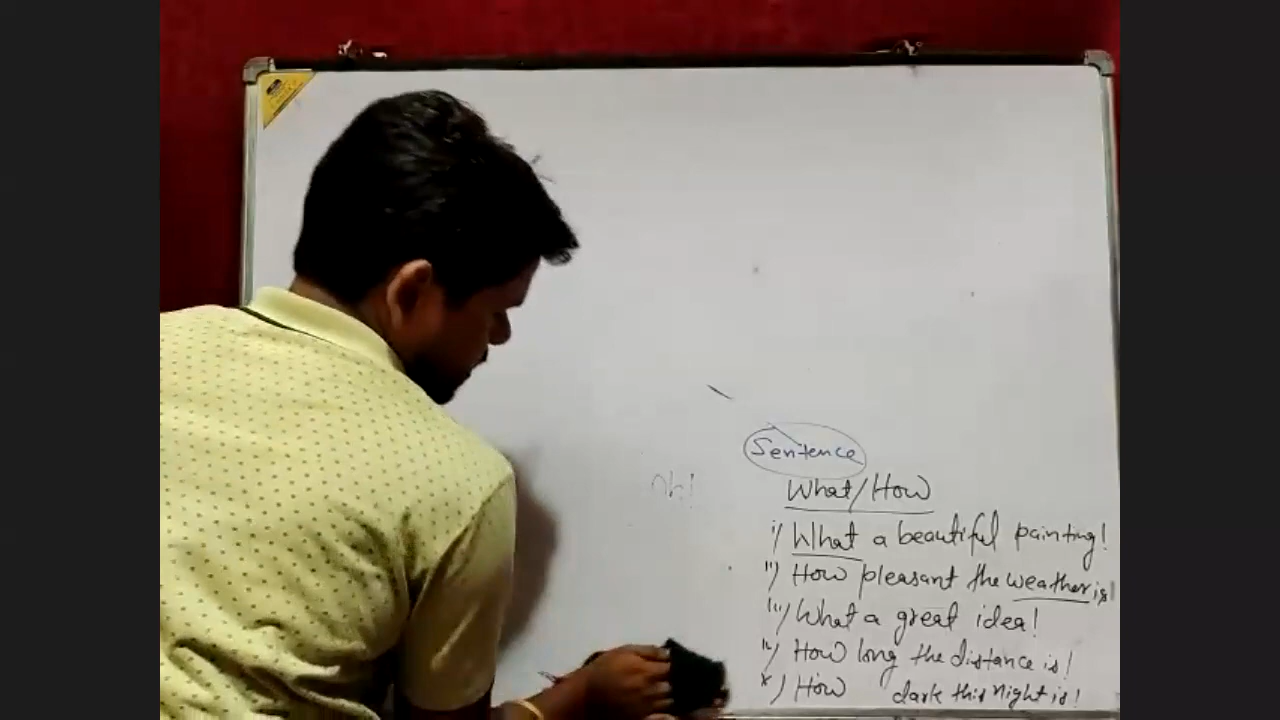 Sentence
Oh!
What/How
i) What a beautiful painting!
ii) How pleasant the weather is!
iii) What a great idea!
iv) How long the distance is!
v) How dark this night is!